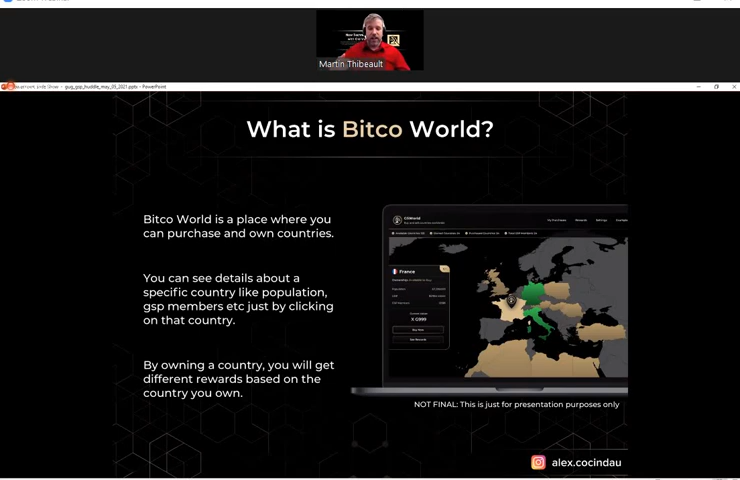 Martin Thibeault
gug_gsp_huddle_may_03_2021.pptx - PowerPoint
What is Bitco World?
Bitco World is a place where you
can purchase and own countries.
You can see details about a
specific country like population,
gsp members etc just by clicking
on that country.
By owning a country, you will get
different rewards based on the
country you own.
France
Buy Now
NOT FINAL: This is just for presentation purposes only
alex.cocindau